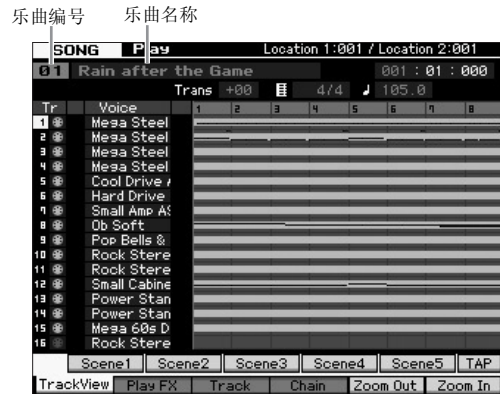 乐曲编号 乐曲名称
SONG Play Location 1:001 / Location 2:001
01 Rain after the Game 001 : 01 : 000
Trans +00 4/4 105.0
Tr Voice 1 2 3 4 5 6 7 8
1 Mega Steel
2 Mega Steel
3 Mega Steel
4 Mega Steel
5 Cool Drive
6 Hard Drive
7 Small Amp AS
8 Ob Soft
9 Pop Bells &
10 Rock Stere
11 Rock Stere
12 Small Cabine
13 Power Stan
14 Power Stan
15 Mega 60s D
16 Rock Stere
Scene1 Scene2 Scene3 Scene4 Scene5 TAP
TrackView Play FX Track Chain Zoom Out Zoom In